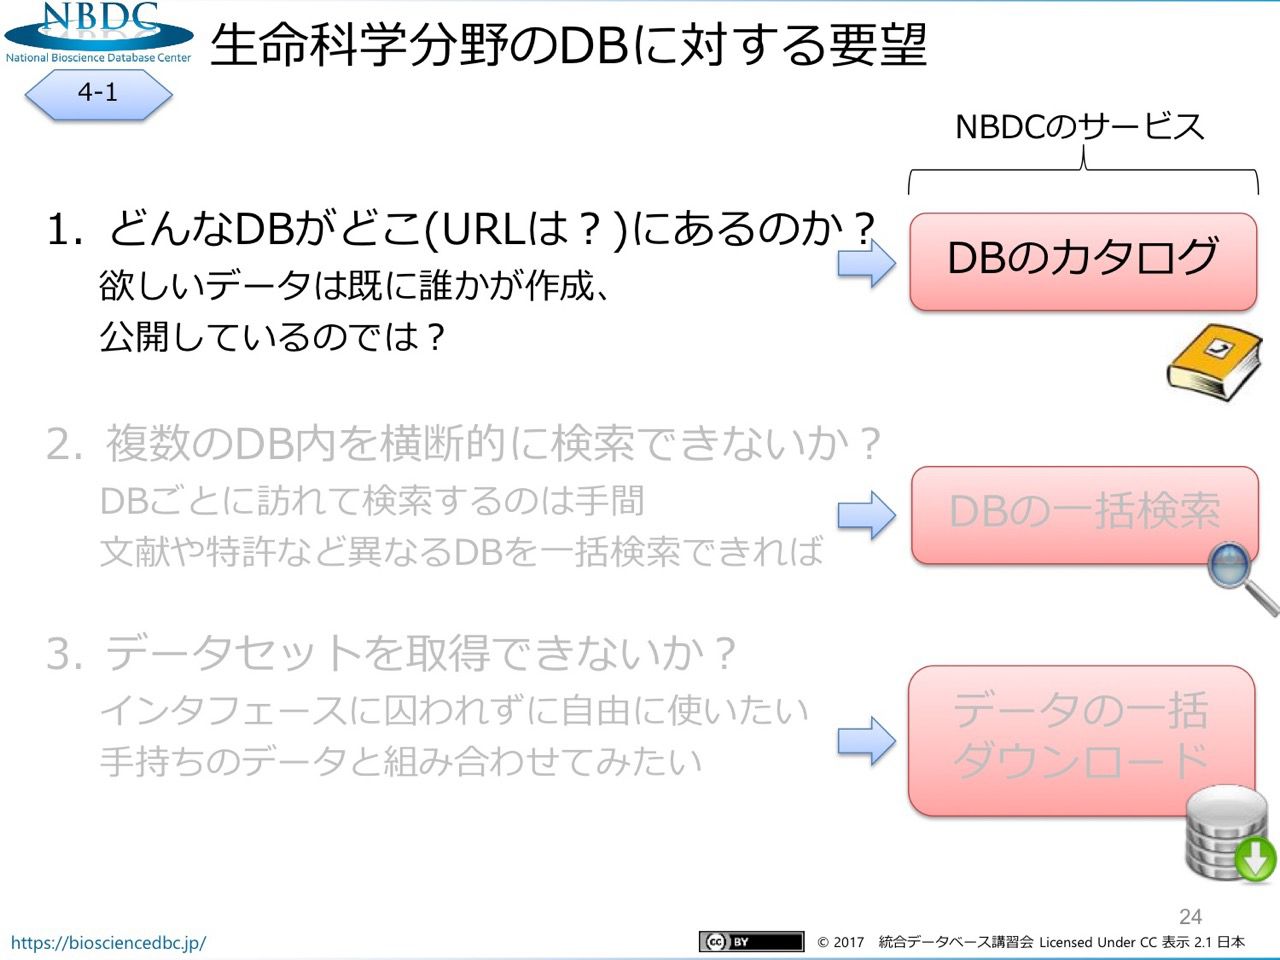 NBDC
National Bioscience Database Center
生命科学分野のDBに対する要望
4-1
NBDCのサービス
1. どんなDBがどこ(URLは？)にあるのか？
欲しいデータは既に誰かが作成、
公開しているのでは？
DBのカタログ
2. 複数のDB内を横断的に検索できないか？
DBごとに訪れて検索するのは手間
文献や特許など異なるDBを一括検索できれば
DBの一括検索
3. データセットを取得できないか？
インタフェースに囚われずに自由に使いたい
手持ちのデータと組み合わせてみたい
データの一括
ダウンロード
24
https://biosciencedbc.jp/
cc BY
© 2017 統合データベース講習会 Licensed Under CC 表示 2.1 日本